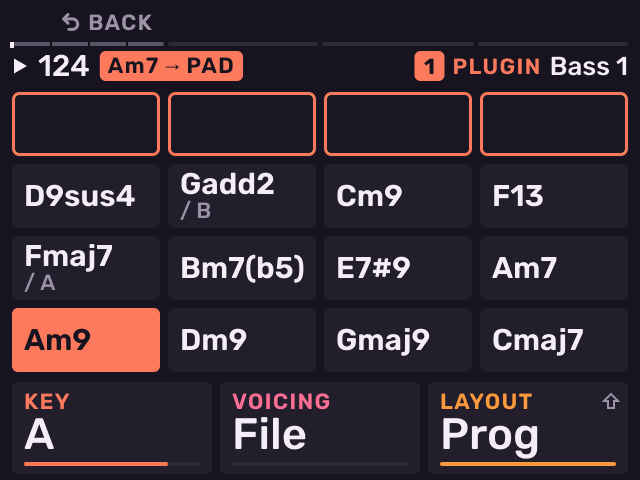 BACK
124 Am7 → PAD 1 PLUGIN Bass 1
D9sus4 Gadd2 / B Cm9 F13
Fmaj7 / A Bm7(b5) E7#9 Am7
Am9 Dm9 Gmaj9 Cmaj7
KEY VOICING LAYOUT
A File Prog